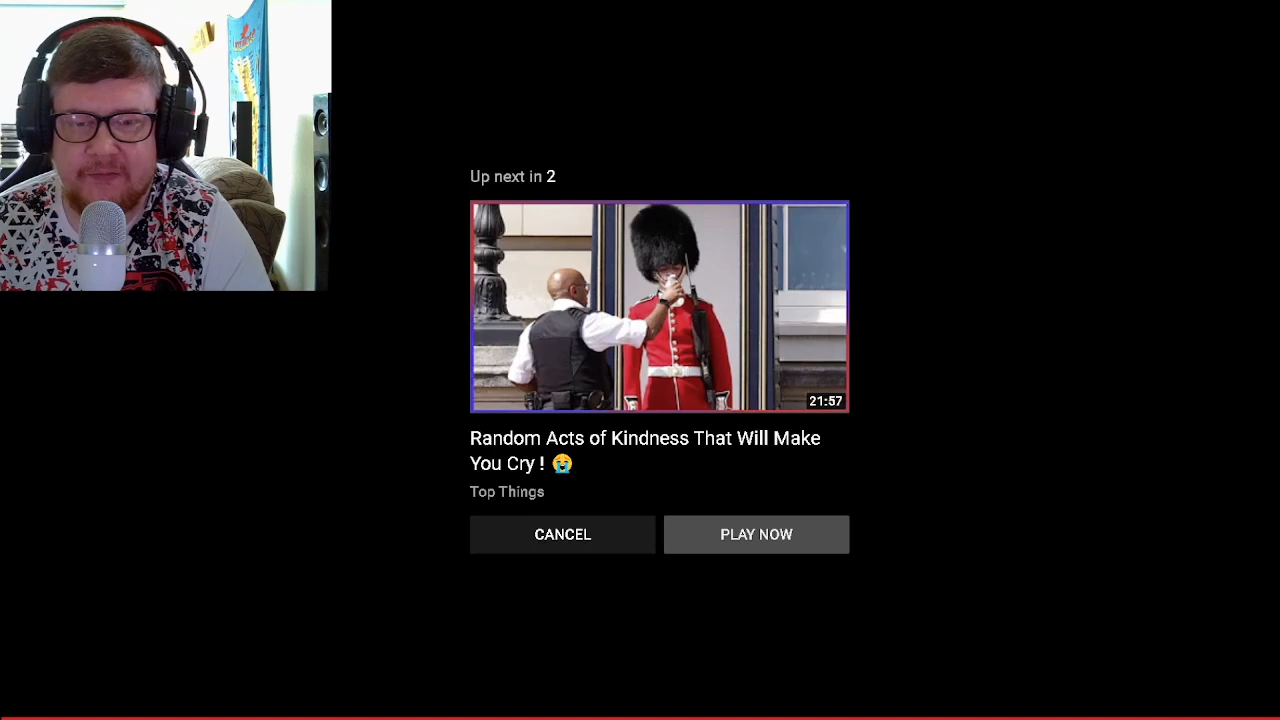 Up next in 2
21:57
Random Acts of Kindness That Will Make
You Cry ! 😭
Top Things
CANCEL
PLAY NOW